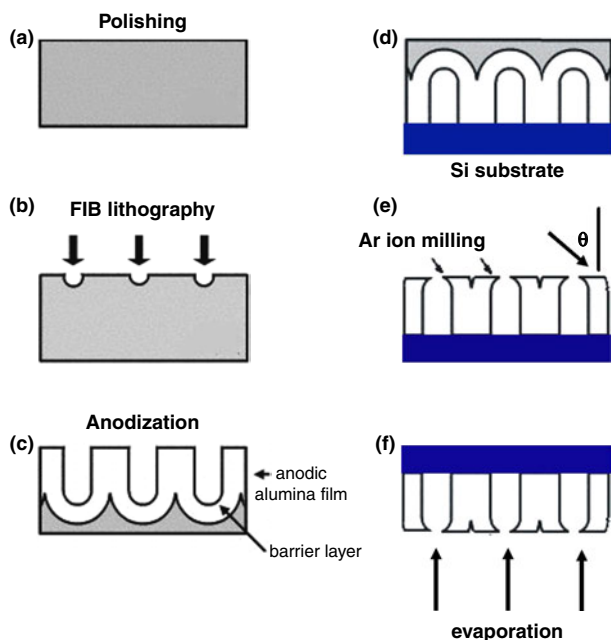 Polishing
(a)
FIB lithography
(b)
Anodization
(c)
anodic
alumina film
barrier layer
(d)
Si substrate
(e)
Ar ion milling
θ
(f)
evaporation